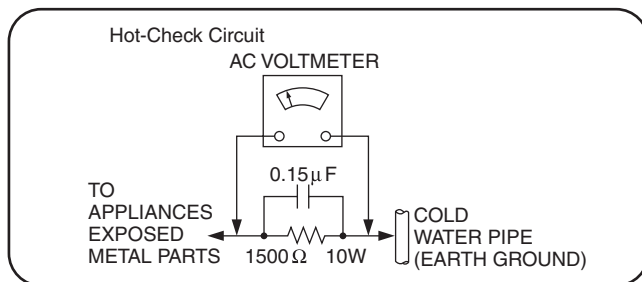 Hot-Check Circuit
AC VOLTMETER
0.15μF
TO
APPLIANCES
EXPOSED
METAL PARTS
1500Ω
10W
COLD
WATER PIPE
(EARTH GROUND)